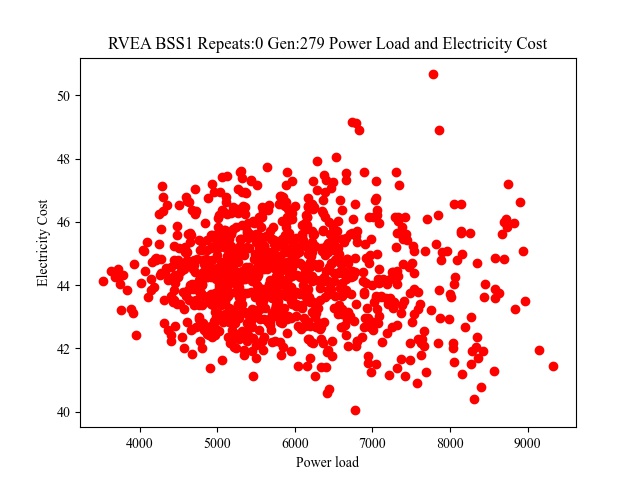 RVEA BSS1 Repeats:0 Gen:279 Power Load and Electricity Cost
50
48
46
44
42
40
Electricity Cost
4000 5000 6000 7000 8000 9000
Power load